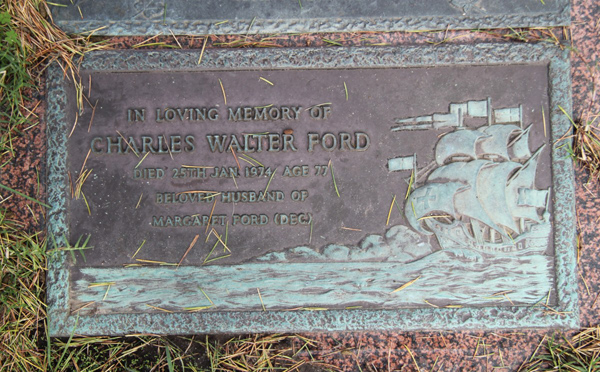 IN LOVING MEMORY OF
CHARLES WALTER FORD
DIED 25TH JAN. 1974 AGE 77
BELOVED HUSBAND OF
MARGARET FORD (DEC)